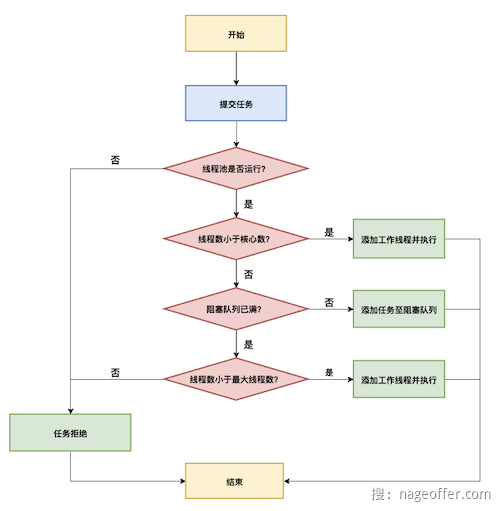 开始
提交任务
线程池是否运行?
否
是
线程数小于核心数?
是
添加工作线程并执行
否
阻塞队列已满?
否
添加任务至阻塞队列
是
线程数小于最大线程数?
否
是
添加工作线程并执行
任务拒绝
结束
搜：nageoffer.com